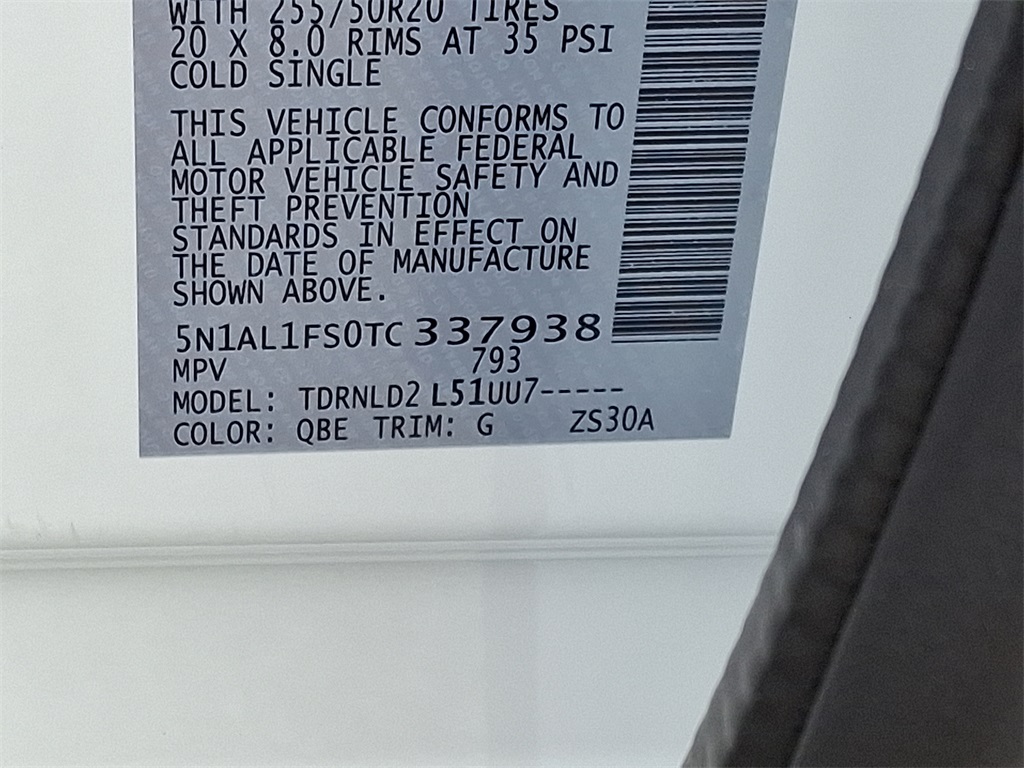 WITH 255/50R20 TIRES
20 X 8.0 RIMS AT 35 PSI
COLD SINGLE
THIS VEHICLE CONFORMS TO
ALL APPLICABLE FEDERAL
MOTOR VEHICLE SAFETY AND
THEFT PREVENTION
STANDARDS IN EFFECT ON
THE DATE OF MANUFACTURE
SHOWN ABOVE.
5N1AL1FS0TC 337938
MPV 793
MODEL: TDRNLD2 L51UU7-----
COLOR: QBE TRIM: G ZS30A